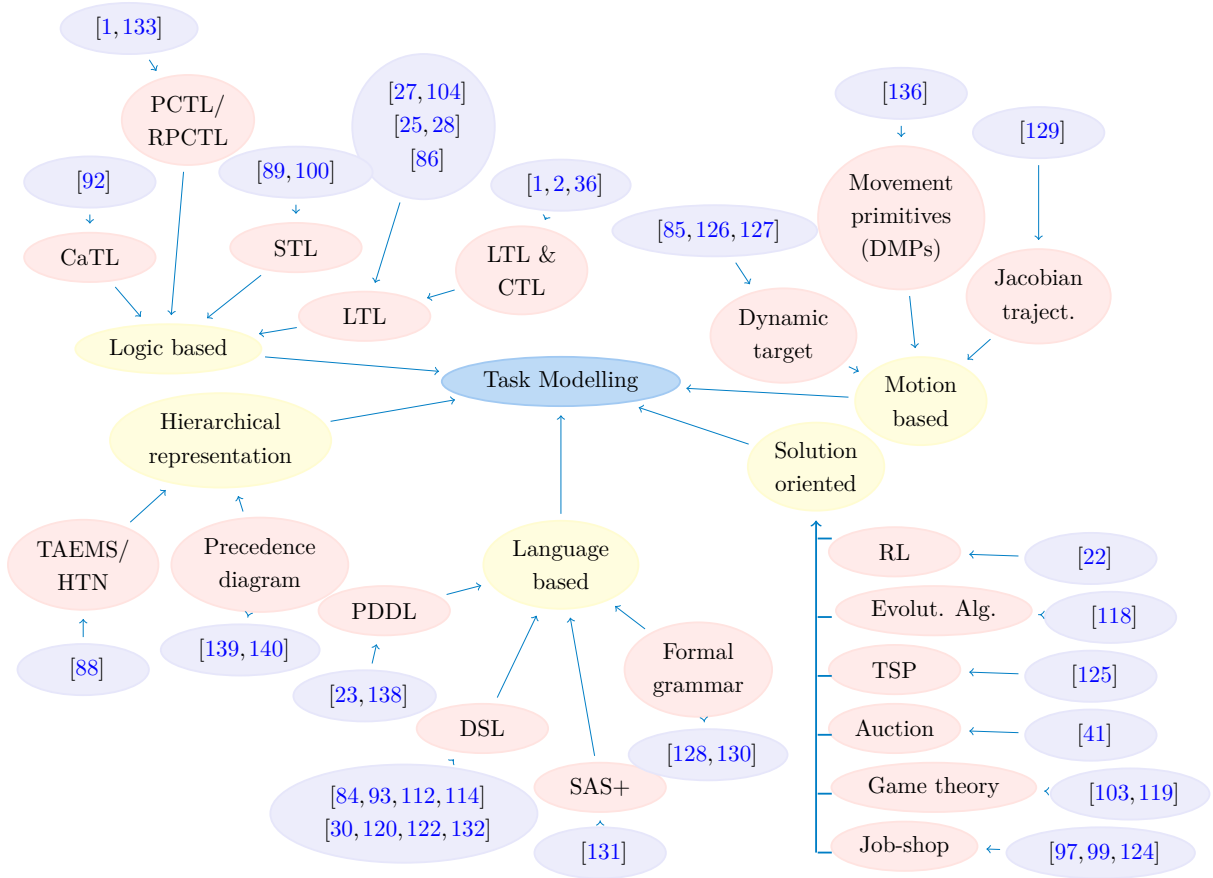 [1, 133]
PCTL/
RPCTL
[27, 104]
[25, 28]
[86]
[92]
[89, 100]
[1, 2, 36]
CaTL
STL
LTL &
CTL
LTL
Logic based
[136]
[129]
Movement
primitives
(DMPs)
[85, 126, 127]
Jacobian
traject.
Dynamic
target
Motion
based
Task Modelling
Hierarchical
representation
Solution
oriented
TAEMS/
HTN
Precedence
diagram
[88]
[139, 140]
Language
based
PDDL
[23, 138]
DSL
[84, 93, 112, 114]
[30, 120, 122, 132]
SAS+
[131]
Formal
grammar
[128, 130]
RL
[22]
Evolut. Alg.
[118]
TSP
[125]
Auction
[41]
Game theory
[103, 119]
Job-shop
[97, 99, 124]